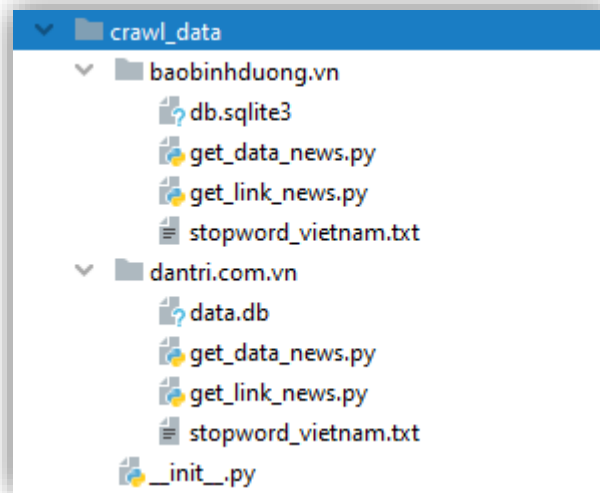 crawl_data
baobinhduong.vn
db.sqlite3
get_data_news.py
get_link_news.py
stopword_vietnam.txt
dantri.com.vn
data.db
get_data_news.py
get_link_news.py
stopword_vietnam.txt
__init__.py